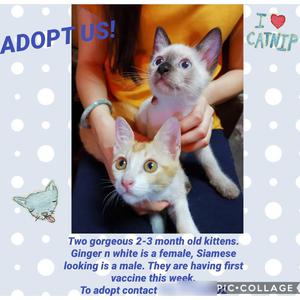 ADOPT US!
I ❤ CATNIP
Two gorgeous 2-3 month old kittens.
Ginger n white is a female, Siamese
looking is a male. They are having first
vaccine this week.
To adopt contact
PIC•COLLAGE